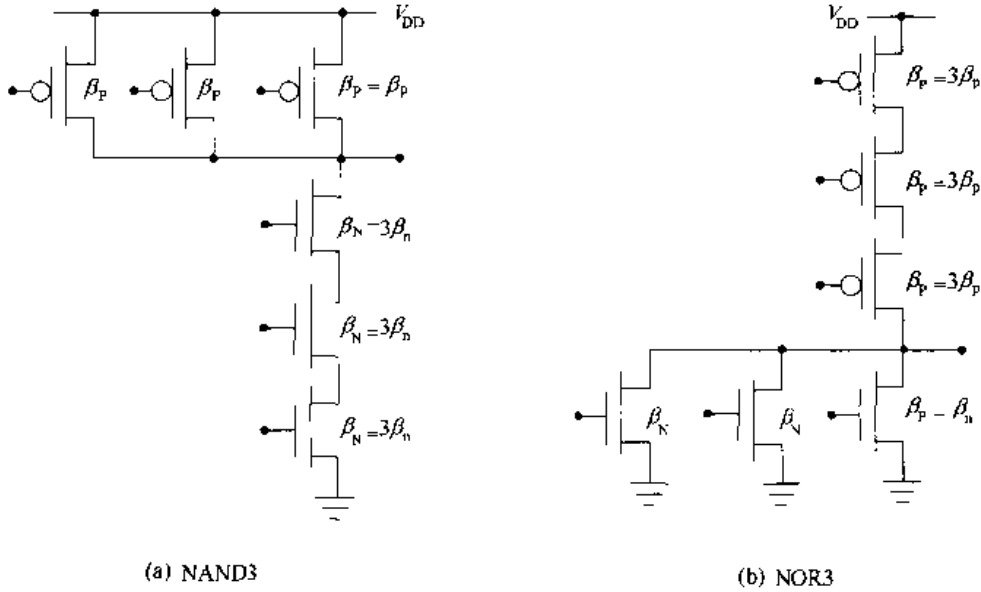 V_DD
β_P
β_P
β_P = β_p
β_N = 3β_n
β_N = 3β_n
β_N = 3β_n
(a) NAND3
V_DD
β_P = 3β_p
β_P = 3β_p
β_P = 3β_p
β_N
β_N
β_P = β_n
(b) NOR3